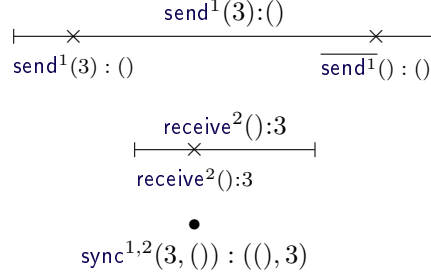 send¹(3):()
send¹(3) : () send¹‾() : ()
receive²():3
receive²():3
sync¹,²(3, ()) : ((), 3)